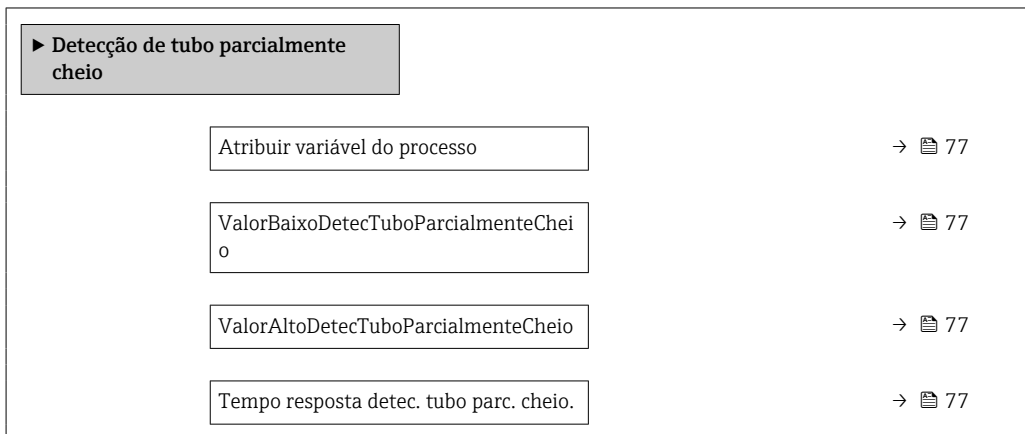 ▶ Detecção de tubo parcialmente
cheio
Atribuir variável do processo → 77
ValorBaixoDetecTuboParcialmenteChei
o → 77
ValorAltoDetecTuboParcialmenteCheio → 77
Tempo resposta detec. tubo parc. cheio. → 77